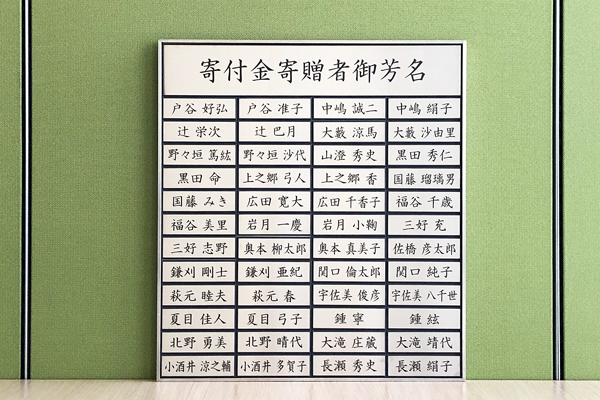 寄付金寄贈者御芳名
戸谷 好弘 戸谷 准子 中嶋 誠二 中嶋 絹子
辻 栄次 辻 巴月 大藪 涼馬 大藪 沙由里
野々垣 篤紘 野々垣 沙代 山澄 秀史 黒田 秀仁
黒田 命 上之郷 弓人 上之郷 香 国藤 瑠璃男
国藤 みき 広田 寛大 広田 千香子 福谷 千歳
福谷 美里 岩月 一慶 岩月 小鞠 三好 充
三好 志野 奥本 柳太郎 奥本 真美子 佐橋 彦太郎
鎌刈 剛士 鎌刈 亜紀 関口 倫太郎 関口 純子
萩元 睦夫 萩元 春 宇佐美 俊彦 宇佐美 八千世
夏目 佳人 夏目 弓子 鍾 寧 鍾 絃
北野 勇美 北野 晴代 大滝 庄蔵 大滝 靖代
小酒井 涼之輔 小酒井 多賀子 長瀬 秀史 長瀬 絹子